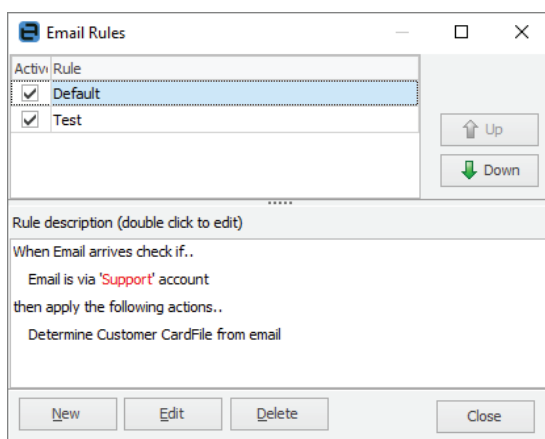 Email Rules
Active Rule
Default
Test
Up
Down
Rule description (double click to edit)
When Email arrives check if..
Email is via 'Support' account
then apply the following actions..
Determine Customer CardFile from email
New Edit Delete Close